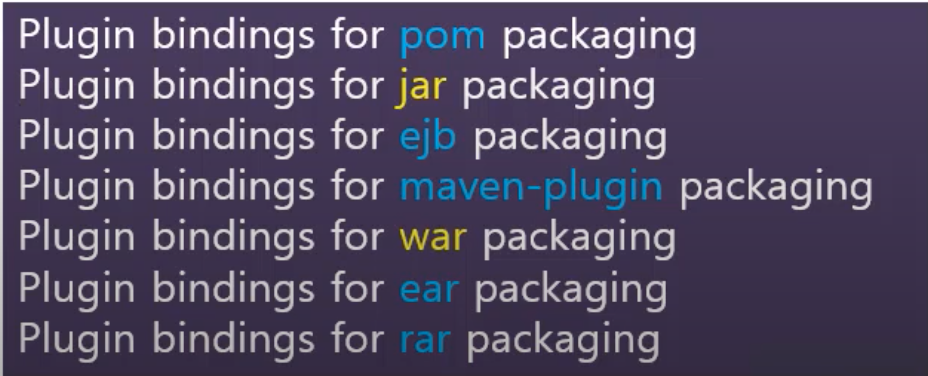 Plugin bindings for pom packaging
Plugin bindings for jar packaging
Plugin bindings for ejb packaging
Plugin bindings for maven-plugin packaging
Plugin bindings for war packaging
Plugin bindings for ear packaging
Plugin bindings for rar packaging